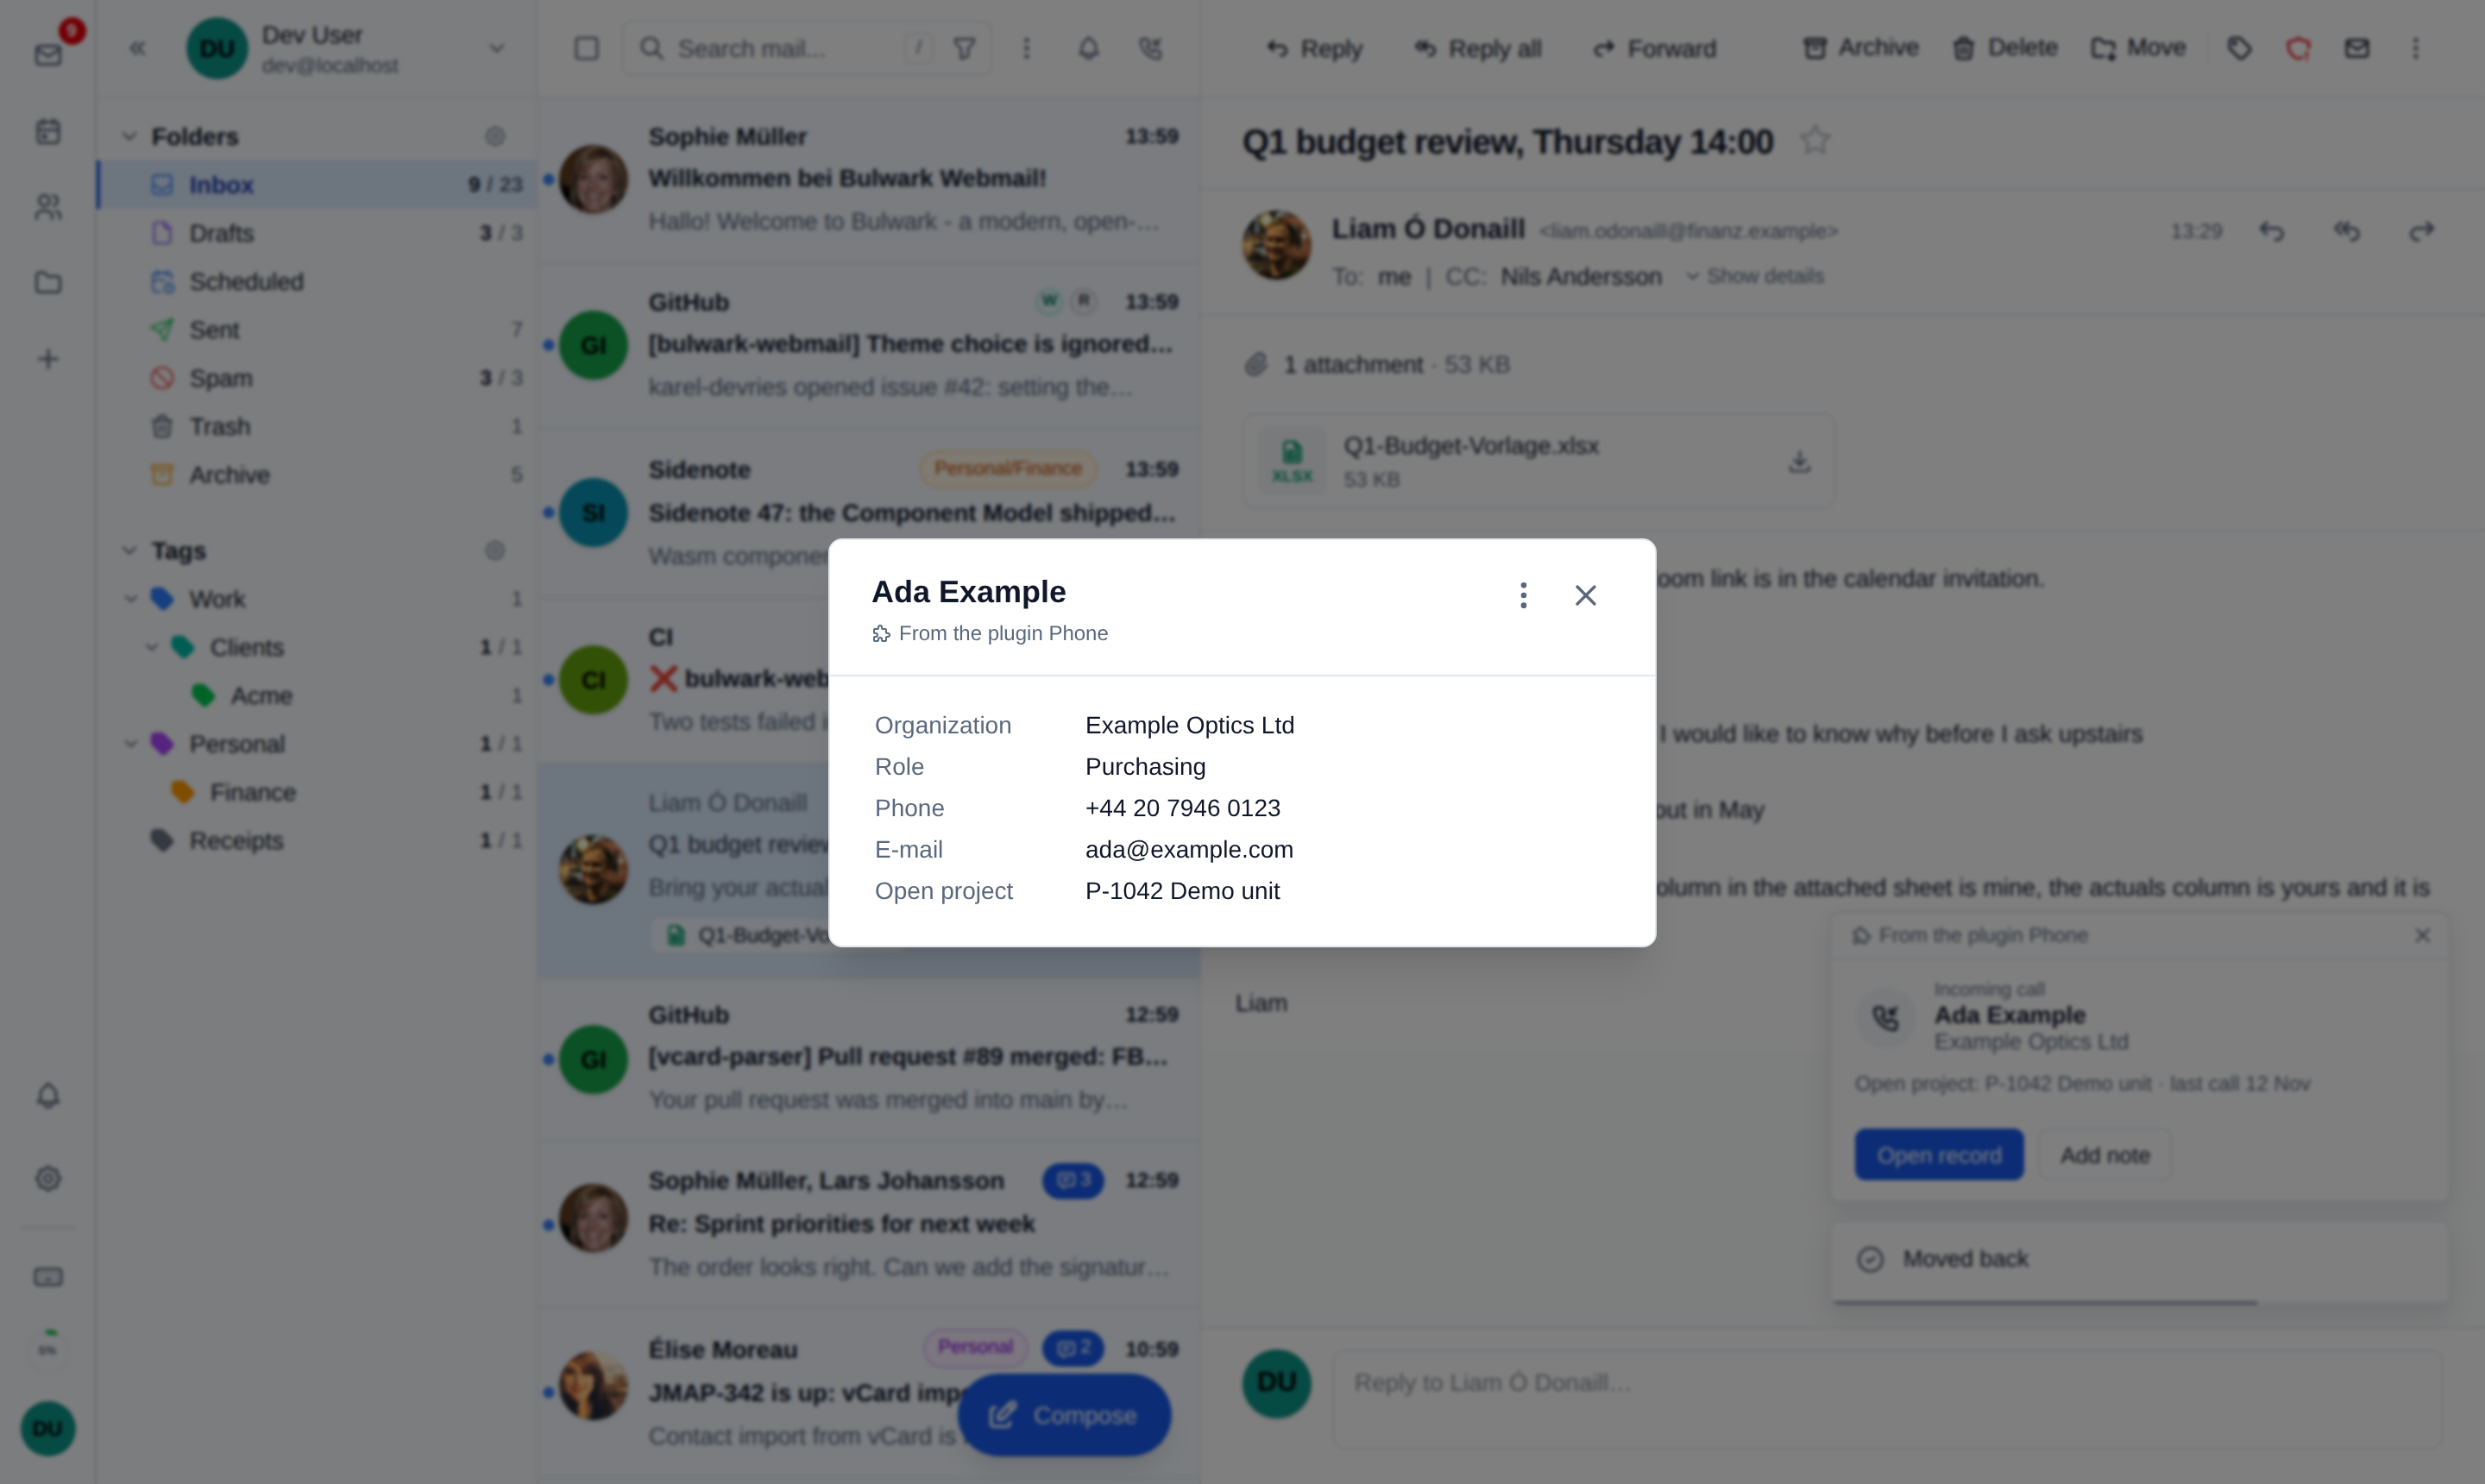 9
DU
Dev User
dev@localhost
Folders
Inbox 9 / 23
Drafts 3 / 3
Scheduled
Sent 7
Spam 3 / 3
Trash 1
Archive 5
Tags
Work 1
Clients 1 / 1
Acme 1
Personal 1 / 1
Finance 1 / 1
Receipts 1 / 1
5%
DU
Search mail... /
Sophie Müller 13:59
Willkommen bei Bulwark Webmail!
Hallo! Welcome to Bulwark - a modern, open-...
GI
GitHub W R 13:59
[bulwark-webmail] Theme choice is ignored...
karel-devries opened issue #42: setting the...
SI
Sidenote Personal/Finance 13:59
Sidenote 47: the Component Model shipped...
Wasm
CI
CI
bulwark-web
Two tests failed
Liam Ó Donaill
Q1 budget review
Bring your actual
Q1-Budget-Vo
GI
GitHub 12:59
[vcard-parser] Pull request #89 merged: FB...
Your pull request was merged into main by...
Sophie Müller, Lars Johansson 3 12:59
Re: Sprint priorities for next week
The order looks right. Can we add the signatur...
Élise Moreau Personal 2 10:59
JMAP-342 is up: vCard imp
Contact import from vCard is
Compose
Reply Reply all Forward Archive Delete Move
Q1 budget review, Thursday 14:00
Liam Ó Donaill <liam.odonaill@finanz.example> 13:29
To: me | CC: Nils Andersson Show details
1 attachment · 53 KB
XLSX
Q1-Budget-Vorlage.xlsx
53 KB
oom link is in the calendar invitation.
I would like to know why before I ask upstairs
out in May
olumn in the attached sheet is mine, the actuals column is yours and it is
Liam
Ada Example
From the plugin Phone
Organization Example Optics Ltd
Role Purchasing
Phone +44 20 7946 0123
E-mail ada@example.com
Open project P-1042 Demo unit
From the plugin Phone
Incoming call
Ada Example
Example Optics Ltd
Open project: P-1042 Demo unit · last call 12 Nov
Open record Add note
Moved back
DU
Reply to Liam Ó Donaill...